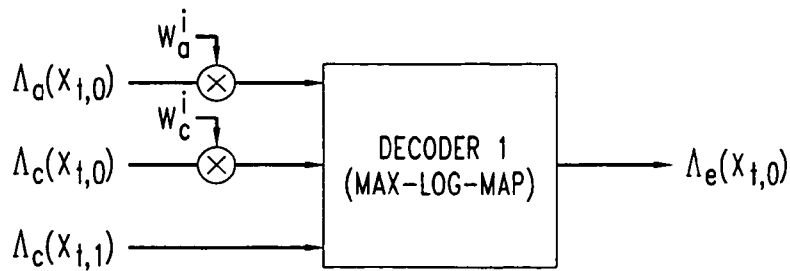 w_a^i
Λ_a(x_{t,0})
w_c^i
Λ_c(x_{t,0})
DECODER 1
(MAX-LOG-MAP)
Λ_e(x_{t,0})
Λ_c(x_{t,1})